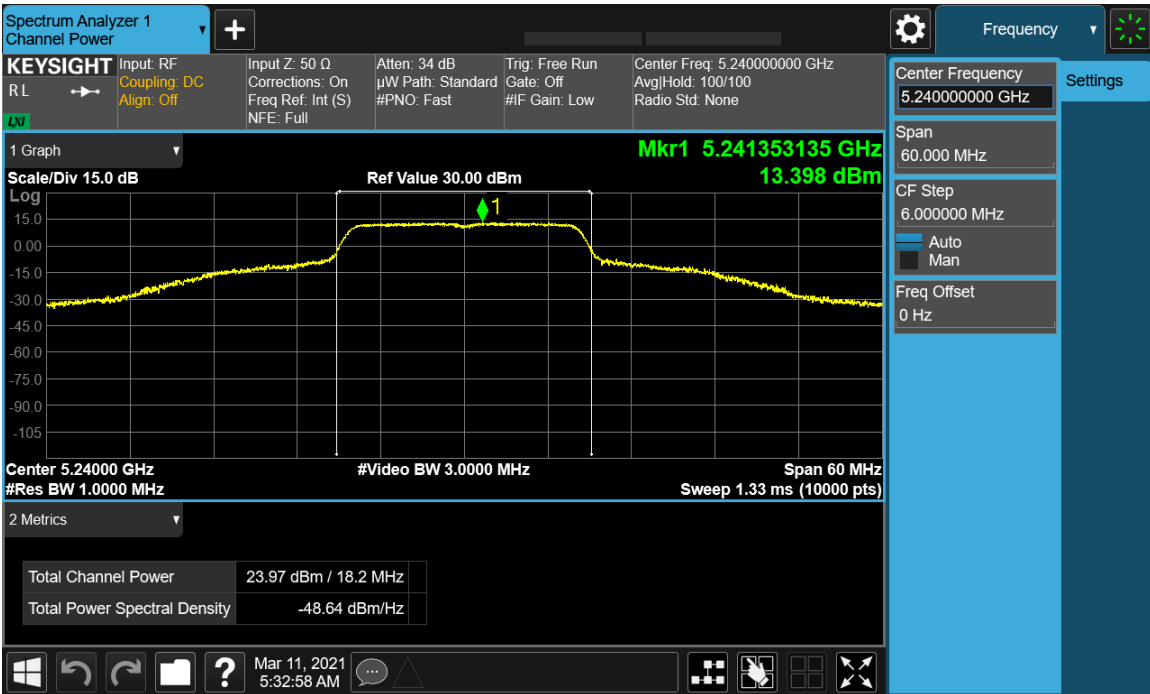 Spectrum Analyzer 1
Channel Power
+
Frequency
KEYSIGHT
RL
LXI
Input: RF
Coupling: DC
Align: Off
Input Z: 50 Ω
Corrections: On
Freq Ref: Int (S)
NFE: Full
Atten: 34 dB
µW Path: Standard
#PNO: Fast
Trig: Free Run
Gate: Off
#IF Gain: Low
Center Freq: 5.240000000 GHz
Avg|Hold: 100/100
Radio Std: None
Center Frequency
5.240000000 GHz
Settings
Span
60.000 MHz
CF Step
6.000000 MHz
Auto
Man
Freq Offset
0 Hz
1 Graph
Mkr1 5.241353135 GHz
13.398 dBm
Scale/Div 15.0 dB
Ref Value 30.00 dBm
Log
1
15.0
0.00
-15.0
-30.0
-45.0
-60.0
-75.0
-90.0
-105
Center 5.24000 GHz
#Video BW 3.0000 MHz
Span 60 MHz
#Res BW 1.0000 MHz
Sweep 1.33 ms (10000 pts)
2 Metrics
Total Channel Power 23.97 dBm / 18.2 MHz
Total Power Spectral Density -48.64 dBm/Hz
?
Mar 11, 2021
5:32:58 AM